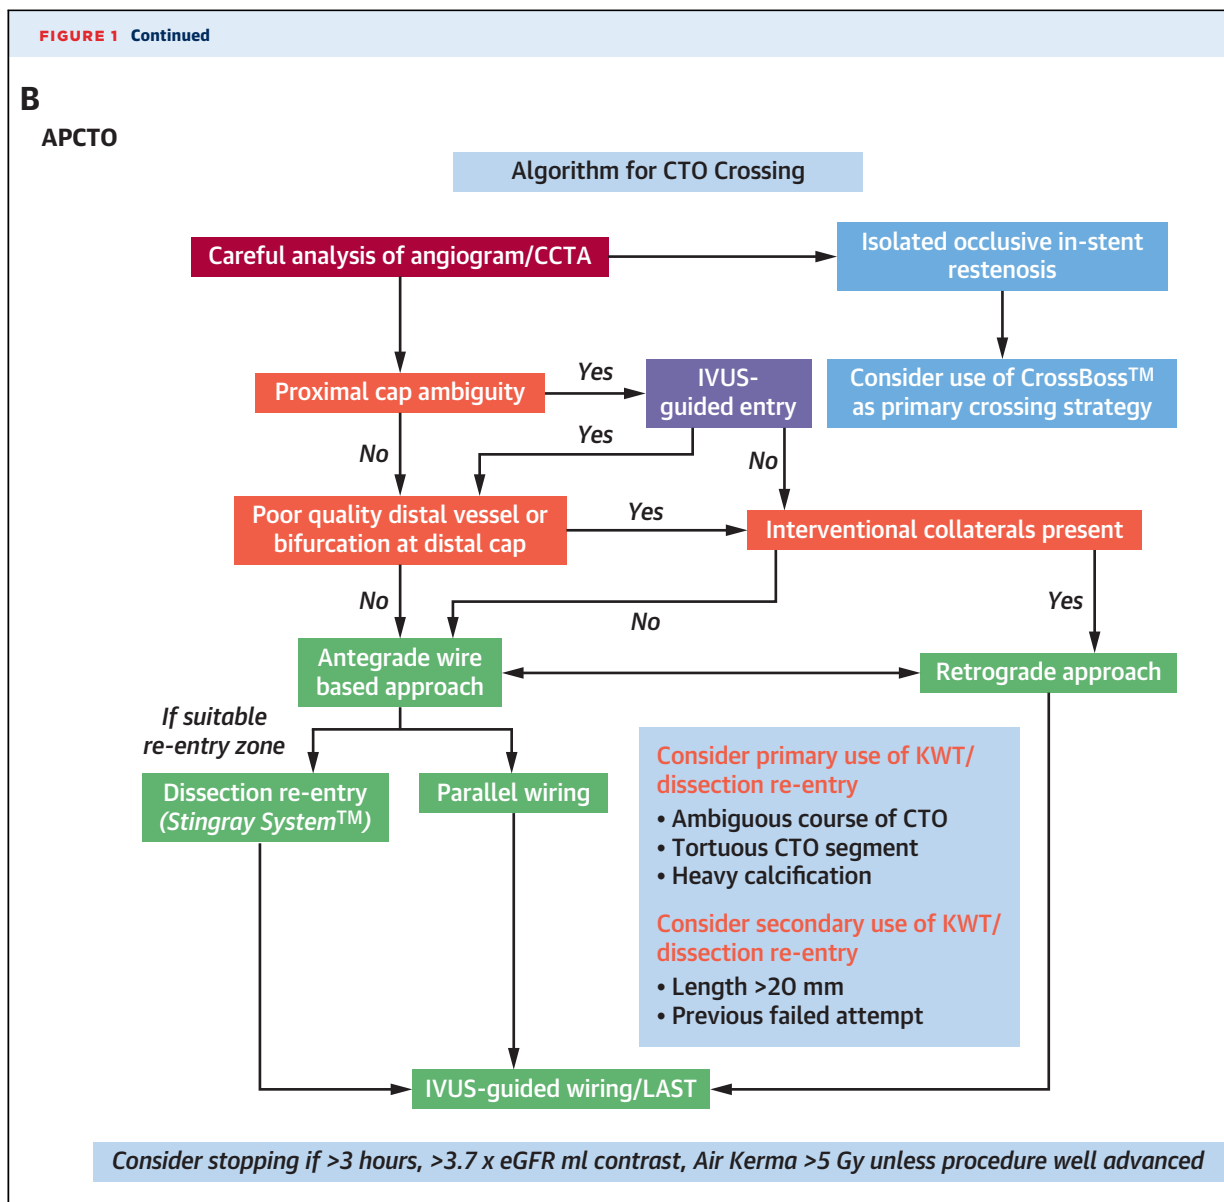 FIGURE 1 Continued
B
APCTO
Algorithm for CTO Crossing
Careful analysis of angiogram/CCTA
Isolated occlusive in-stent
restenosis
Proximal cap ambiguity
Yes
IVUS-
guided entry
Consider use of CrossBoss™
as primary crossing strategy
No
Yes
No
Poor quality distal vessel or
bifurcation at distal cap
Yes
Interventional collaterals present
No
No
Yes
Antegrade wire
based approach
Retrograde approach
If suitable
re-entry zone
Dissection re-entry
(Stingray System™)
Parallel wiring
Consider primary use of KWT/
dissection re-entry
• Ambiguous course of CTO
• Tortuous CTO segment
• Heavy calcification
Consider secondary use of KWT/
dissection re-entry
• Length >20 mm
• Previous failed attempt
IVUS-guided wiring/LAST
Consider stopping if >3 hours, >3.7 x eGFR ml contrast, Air Kerma >5 Gy unless procedure well advanced